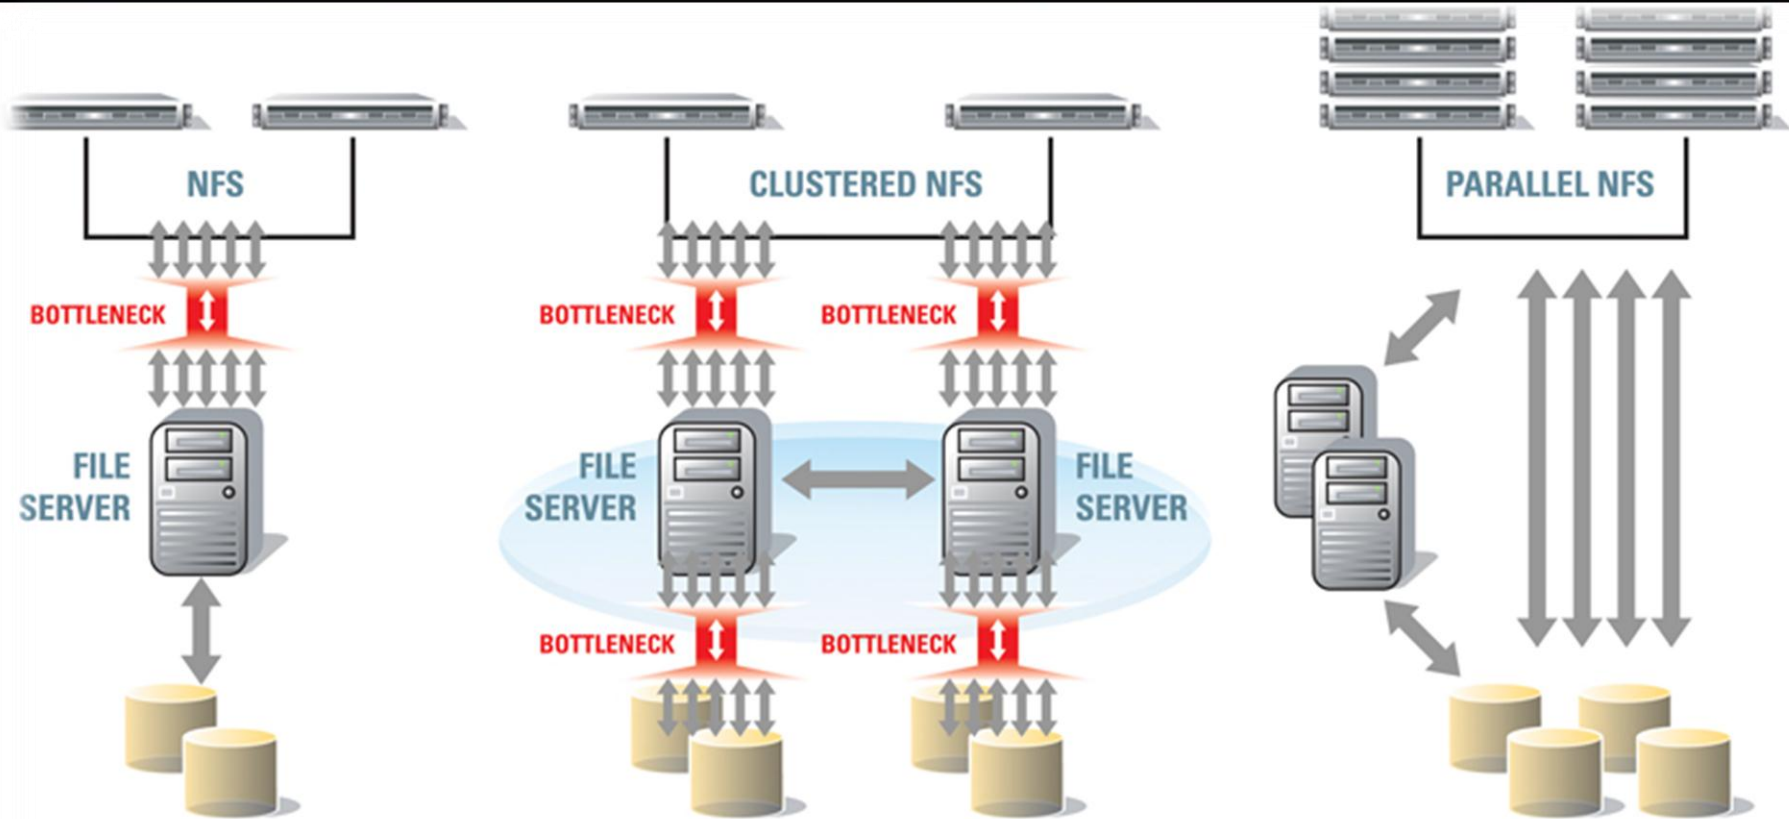 NFS
BOTTLENECK
FILE
SERVER
CLUSTERED NFS
BOTTLENECK
BOTTLENECK
FILE
SERVER
FILE
SERVER
BOTTLENECK
BOTTLENECK
PARALLEL NFS